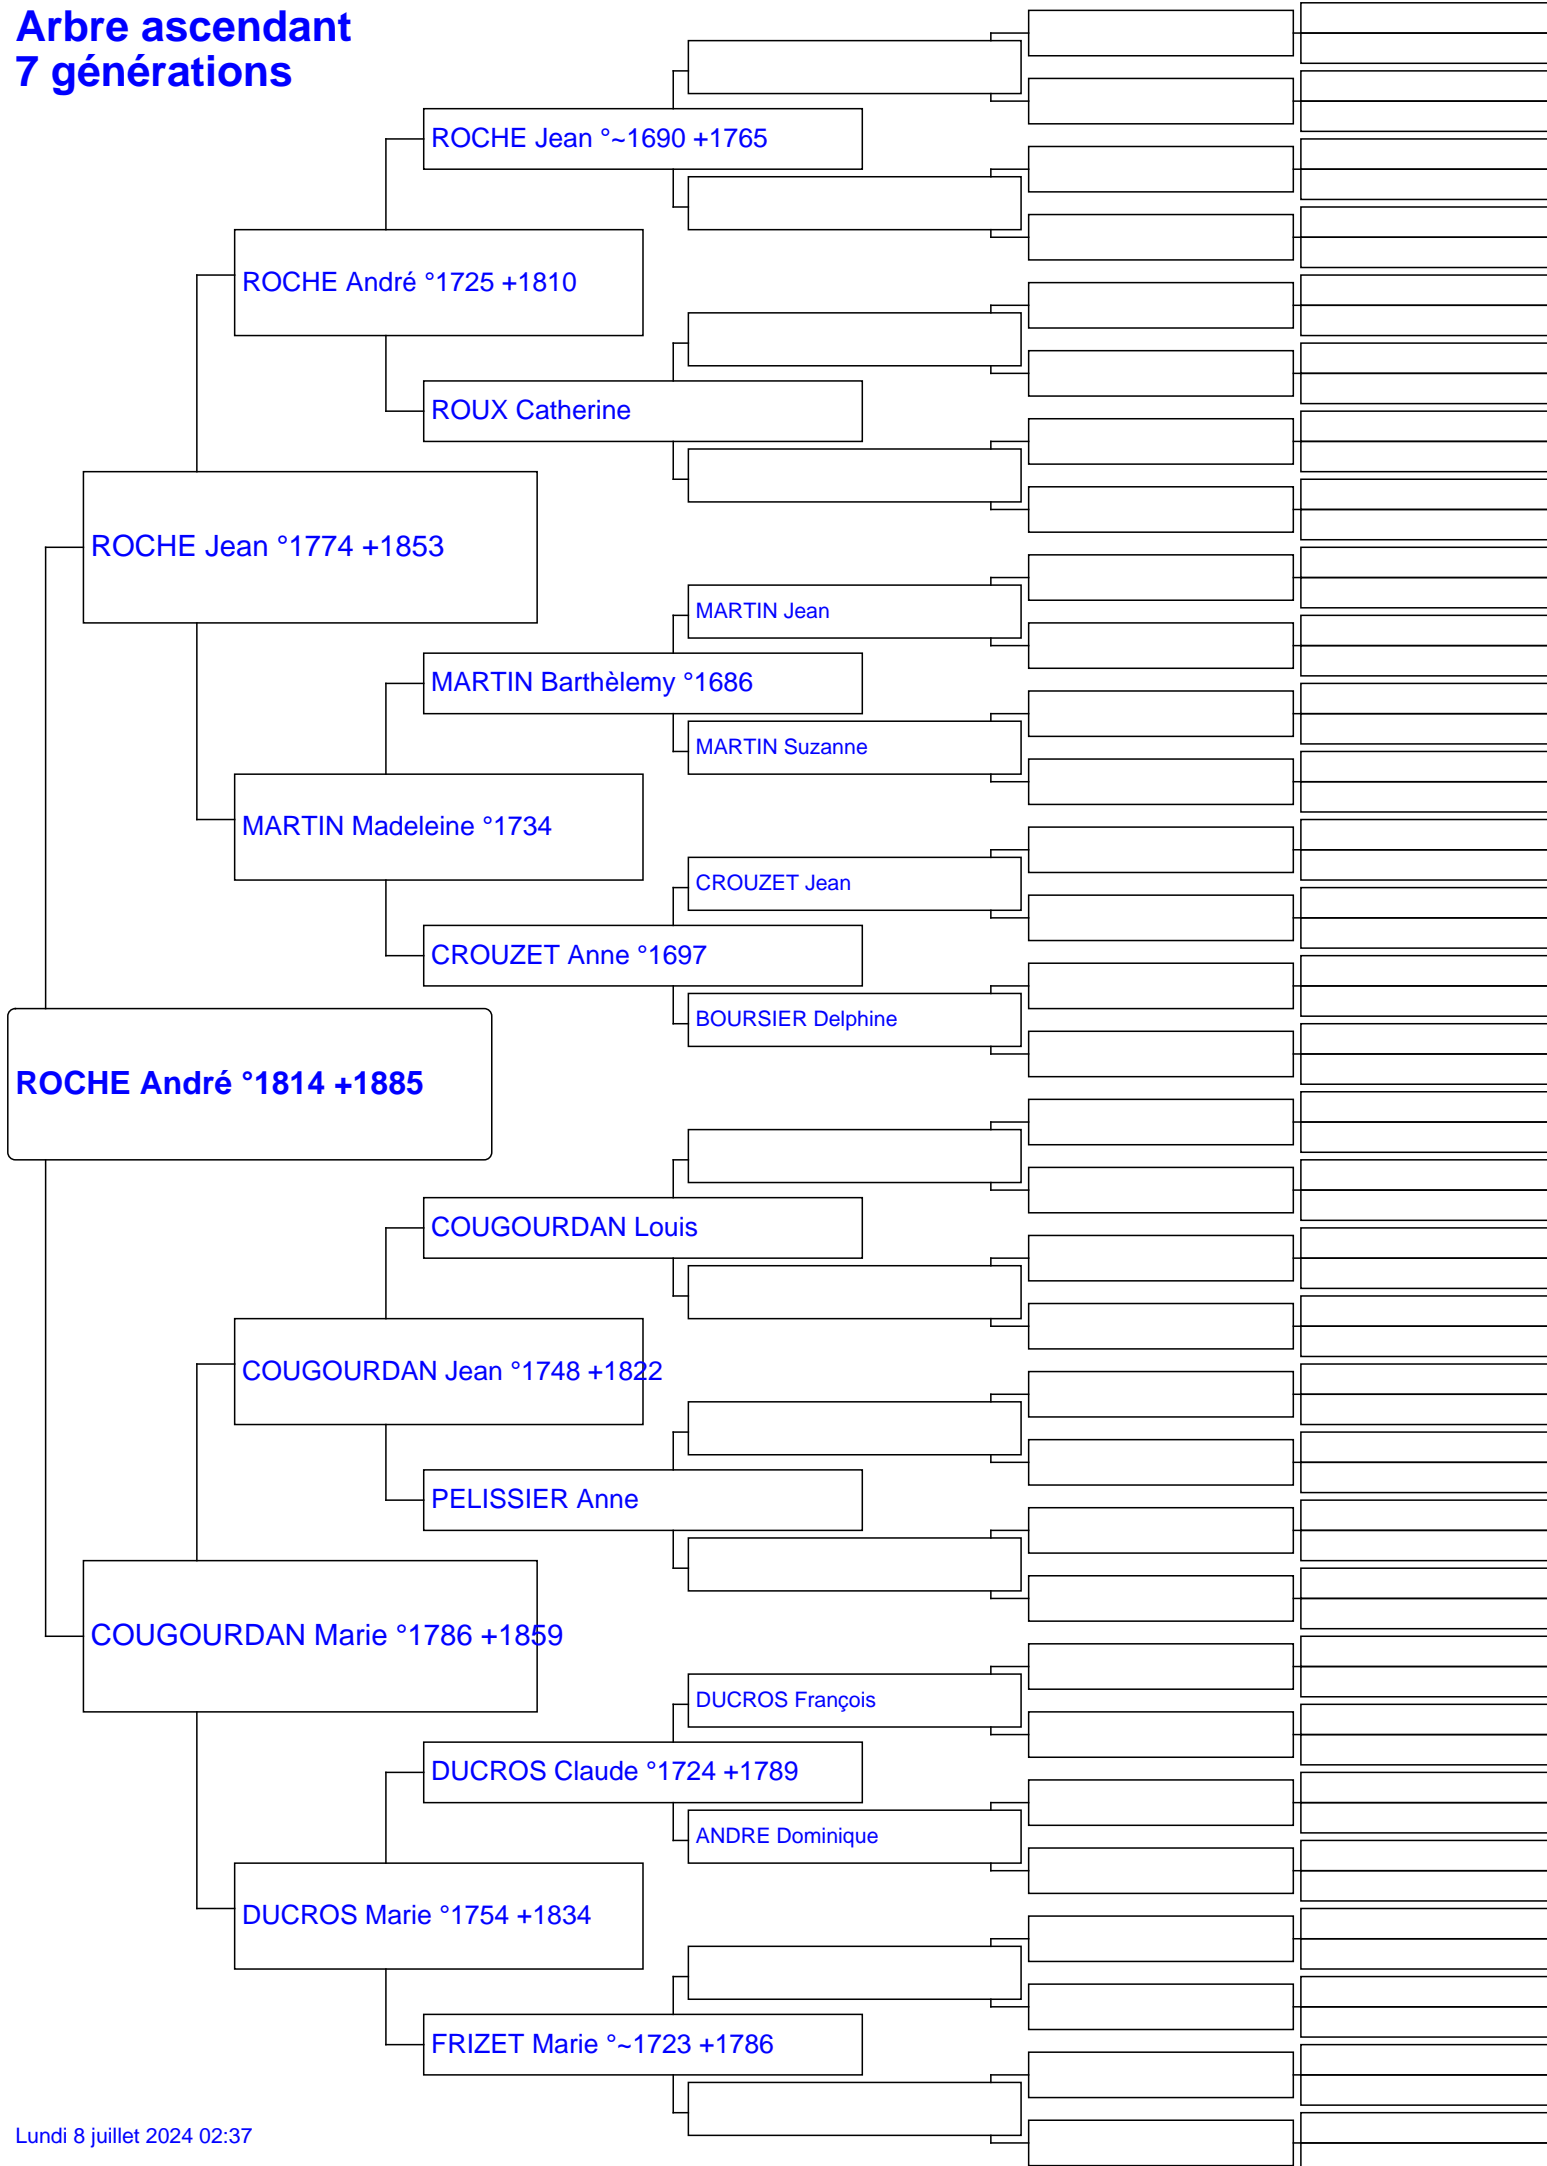 Arbre ascendant
7 générations
ROCHE Jean °~1690 +1765
ROCHE André °1725 +1810
ROUX Catherine
ROCHE Jean °1774 +1853
MARTIN Jean
MARTIN Barthèlemy °1686
MARTIN Suzanne
MARTIN Madeleine °1734
CROUZET Jean
CROUZET Anne °1697
BOURSIER Delphine
ROCHE André °1814 +1885
COUGOURDAN Louis
COUGOURDAN Jean °1748 +1822
PELISSIER Anne
COUGOURDAN Marie °1786 +1859
DUCROS François
DUCROS Claude °1724 +1789
ANDRE Dominique
DUCROS Marie °1754 +1834
FRIZET Marie °~1723 +1786
Lundi 8 juillet 2024 02:37